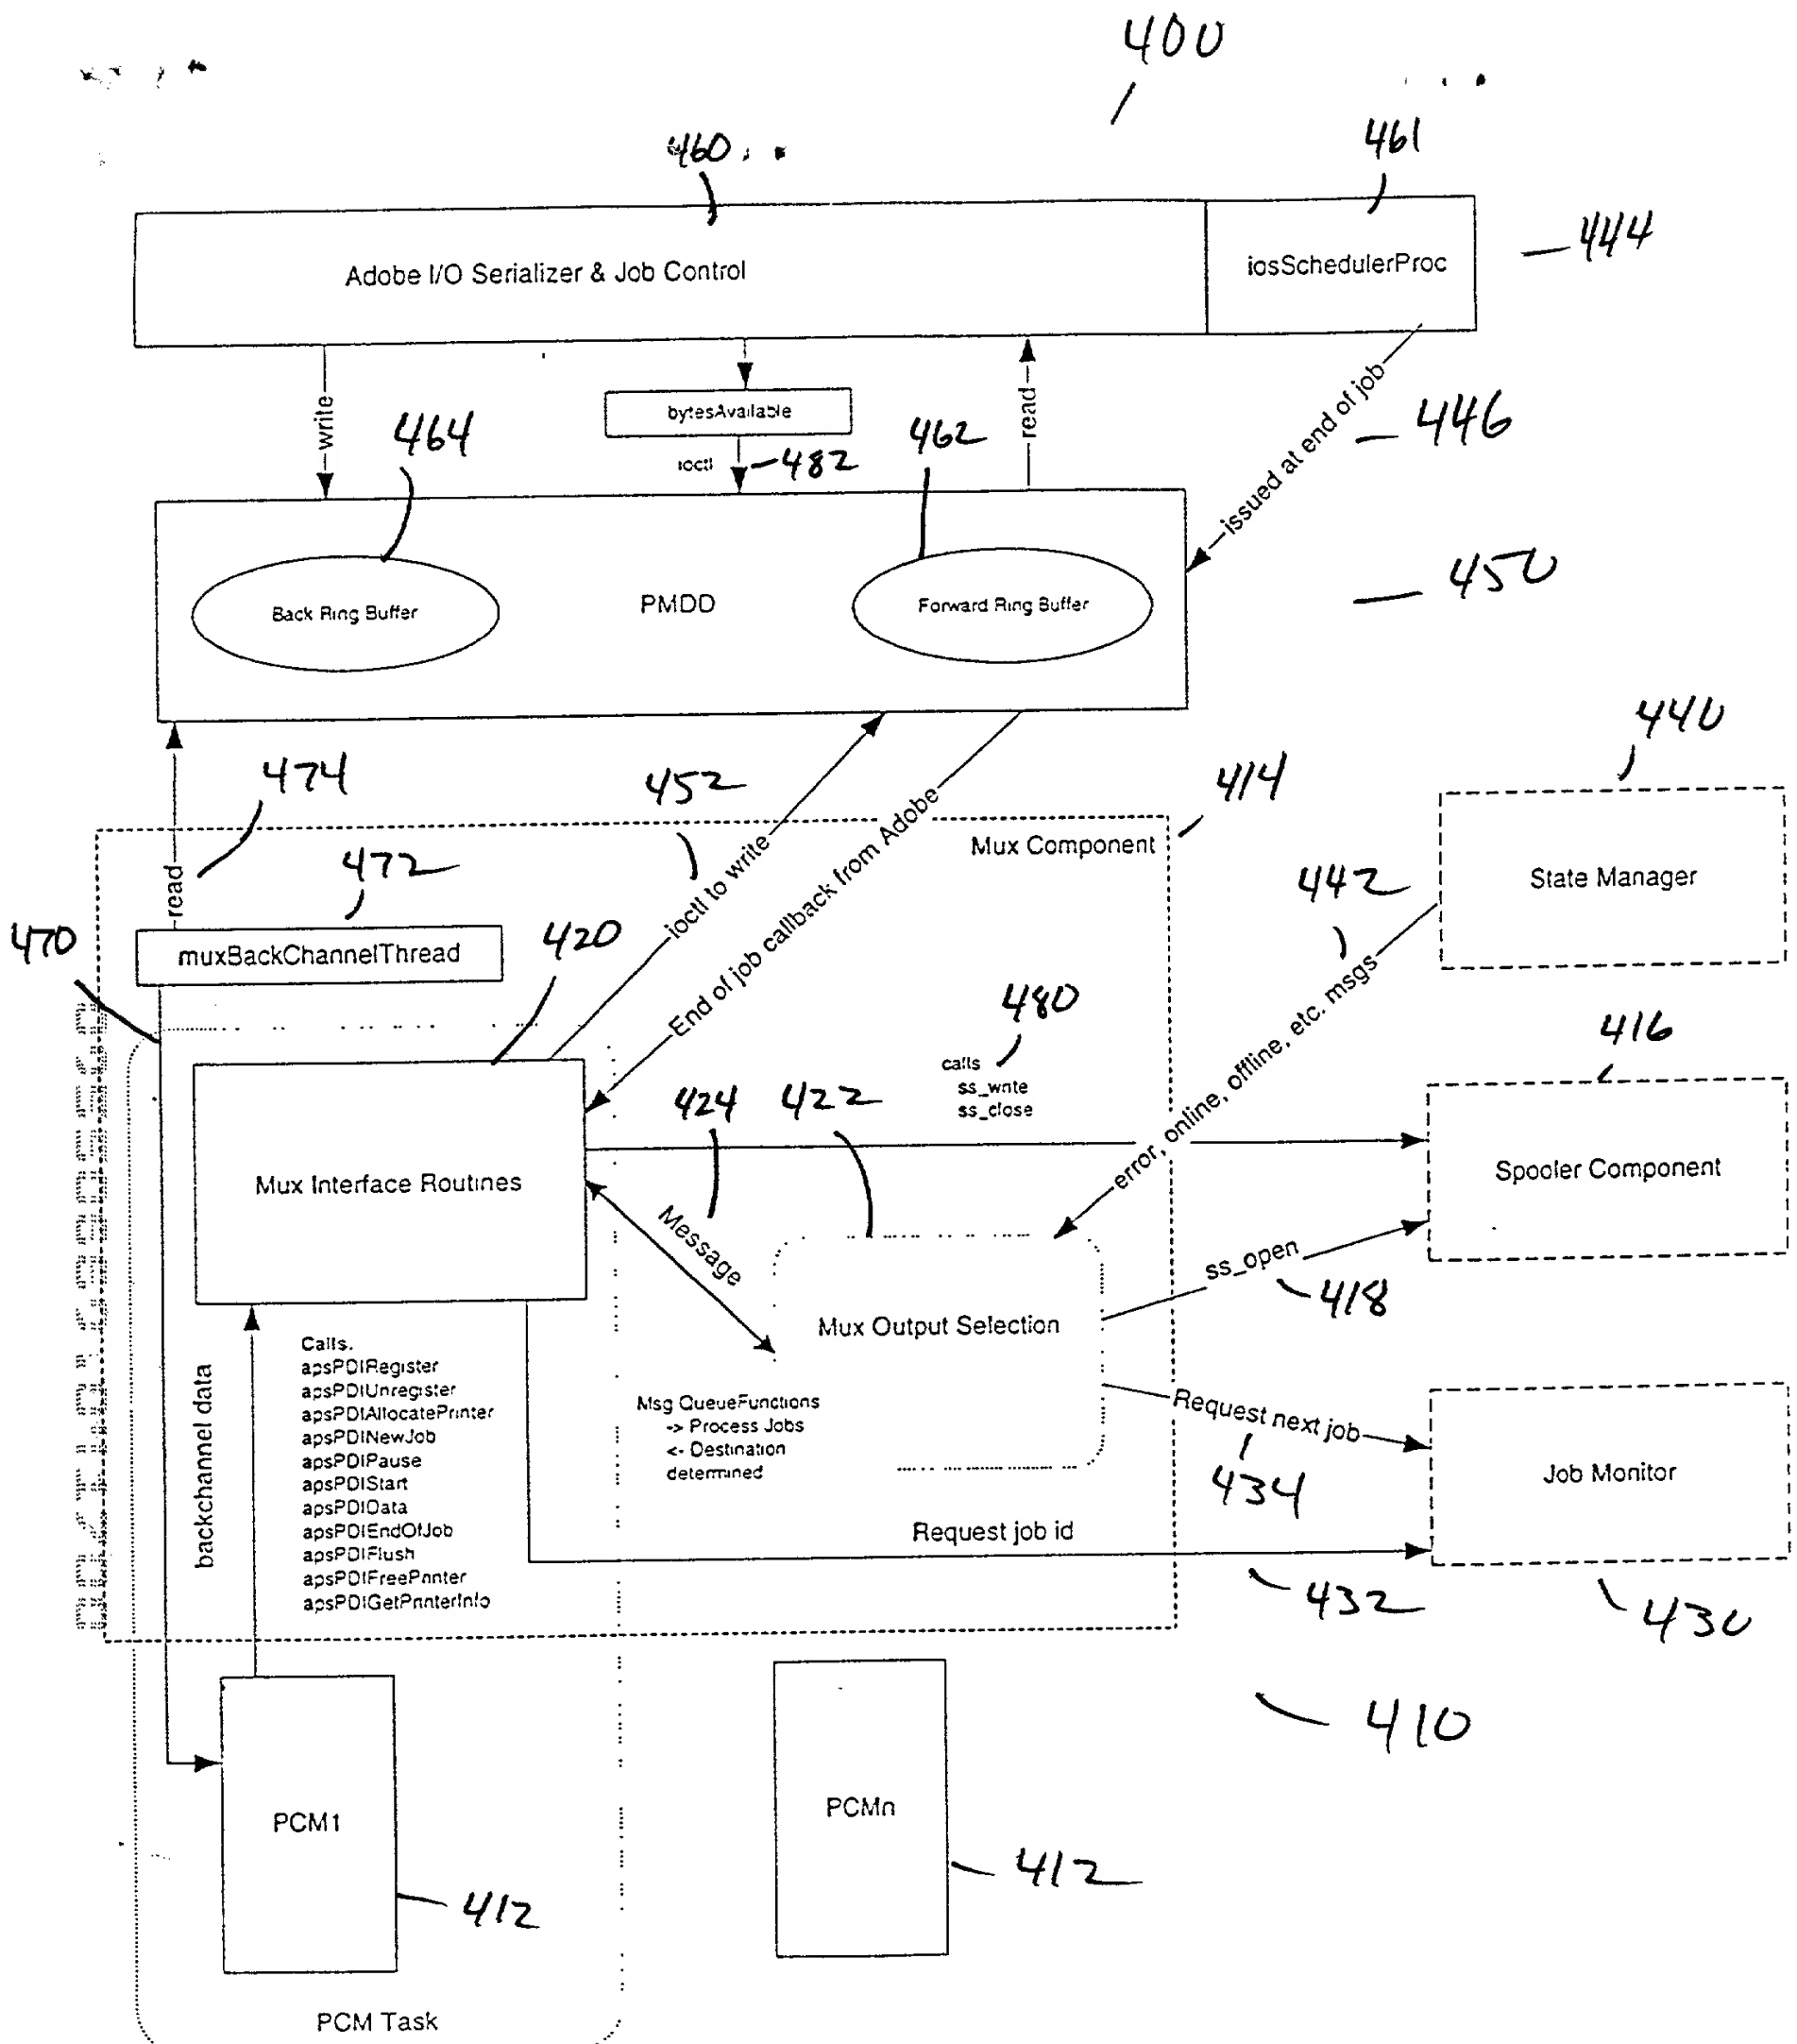 400
460
461
444
Adobe I/O Serializer & Job Control
iosSchedulerProc
write
bytesAvailable
ioctl
482
read
issued at end of job
446
464
462
Back Ring Buffer
PMDD
Forward Ring Buffer
450
440
474
452
414
read
472
Mux Component
442
State Manager
470
muxBackChannelThread
420
ioctl to write
End of job callback from Adobe
error, online, offline, etc. msgs
480
calls
ss_write
ss_close
416
424
422
Mux Interface Routines
Message
Spooler Component
ss_open
418
Mux Output Selection
backchannel data
Calls.
apsPDIRegister
apsPDIUnregister
apsPDIAllocatePrinter
apsPDINewJob
apsPDIPause
apsPDIStart
apsPDIData
apsPDIEndOfJob
apsPDIFlush
apsPDIFreePrinter
apsPDIGetPrinterInfo
Msg QueueFunctions
-> Process Jobs
<- Destination
determined
Request next job
434
Job Monitor
Request job id
432
430
410
PCM1
412
PCMn
412
PCM Task